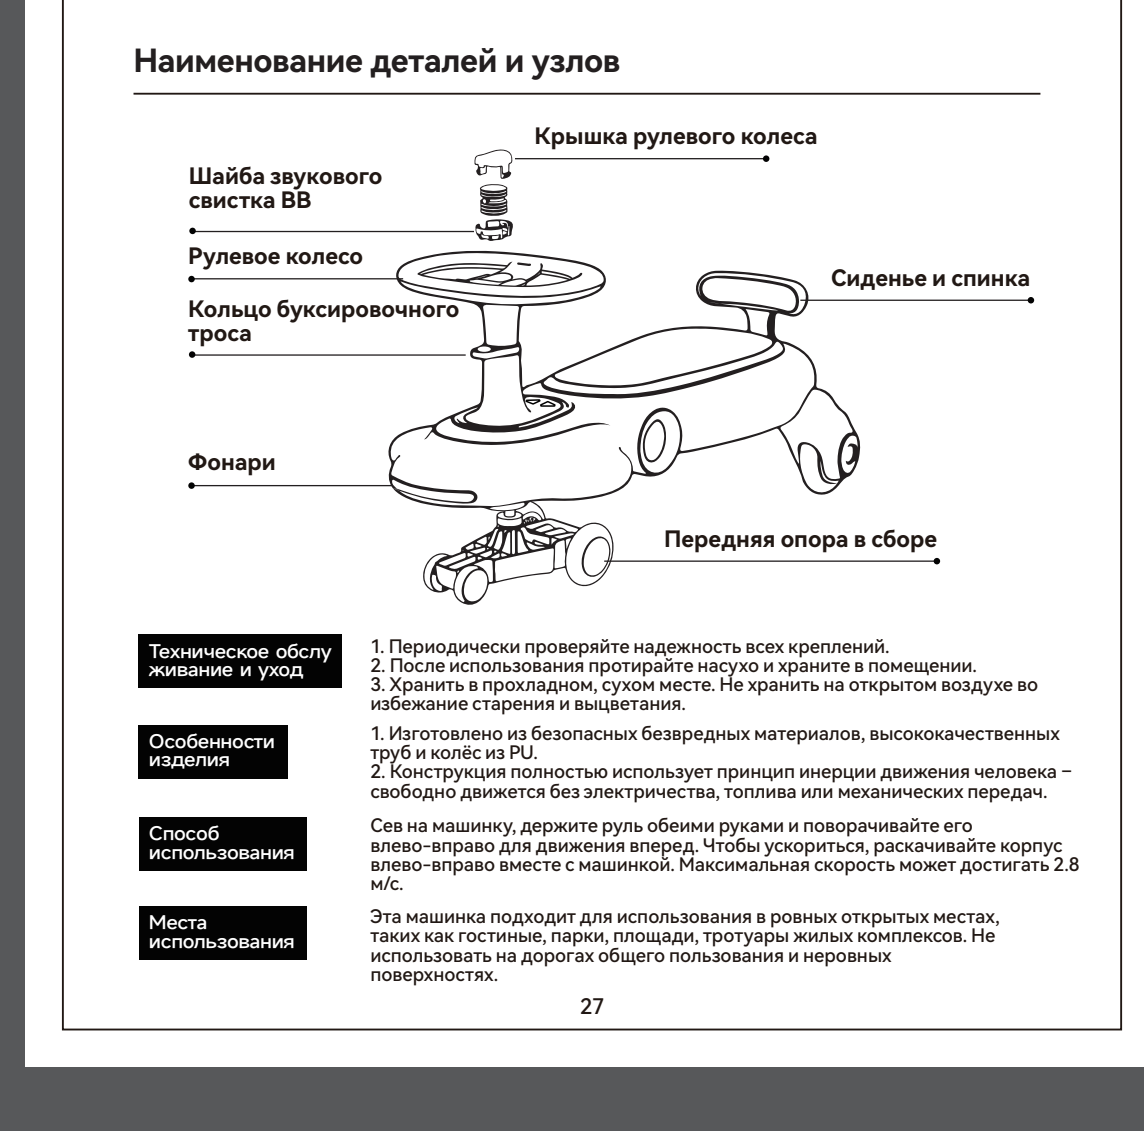 Наименование деталей и узлов
Крышка рулевого колеса
Шайба звукового
свистка BB
Рулевое колесо
Сиденье и спинка
Кольцо буксировочного
троса
Фонари
Передняя опора в сборе
Техническое обслу
живание и уход
1. Периодически проверяйте надежность всех креплений.
2. После использования протирайте насухо и храните в помещении.
3. Хранить в прохладном, сухом месте. Не хранить на открытом воздухе во
избежание старения и выцветания.
Особенности
изделия
1. Изготовлено из безопасных безвредных материалов, высококачественных
труб и колёс из PU.
2. Конструкция полностью использует принцип инерции движения человека –
свободно движется без электричества, топлива или механических передач.
Способ
использования
Сев на машинку, держите руль обеими руками и поворачивайте его
влево-вправо для движения вперед. Чтобы ускориться, раскачивайте корпус
влево-вправо вместе с машинкой. Максимальная скорость может достигать 2.8
м/с.
Места
использования
Эта машинка подходит для использования в ровных открытых местах,
таких как гостиные, парки, площади, тротуары жилых комплексов. Не
использовать на дорогах общего пользования и неровных
поверхностях.
27